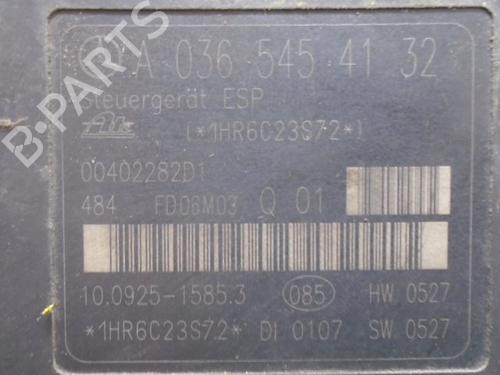 A 036 545 41 32
Steuergerät ESP
Ate (*1HR6C23S72*)
00402282D1
484 FD06M03 Q 01
10.0925-1585.3 085 HW 0527
*1HR6C23S72* DI 0107 SW 0527
B-PARTS